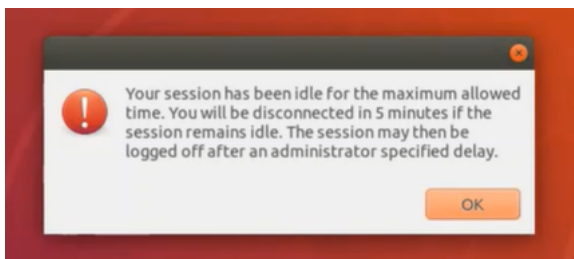 Your session has been idle for the maximum allowed
time. You will be disconnected in 5 minutes if the
session remains idle. The session may then be
logged off after an administrator specified delay.
OK